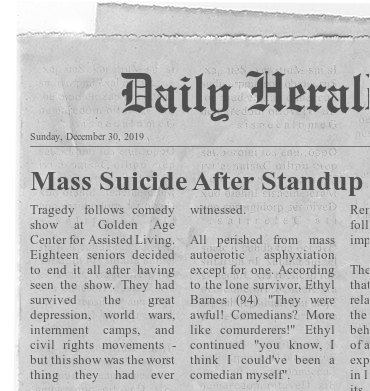 Daily Heral
Sunday, December 30, 2019
Mass Suicide After Standup
Tragedy follows comedy
show at Golden Age
Center for Assisted Living.
Eighteen seniors decided
to end it all after having
seen the show. They had
survived the great
depression, world wars,
internment camps, and
civil rights movements -
but this show was the worst
thing they had ever
witnessed.
All perished from mass
autoerotic asphyxiation
except for one. According
to the lone survivor, Ethyl
Barnes (94) "They were
awful! Comedians? More
like comurderers!" Ethyl
continued "you know, I
think I could've been a
comedian myself".
Rem
foll
imp
The
that
rela
the
beh
of a
exp
in I
its